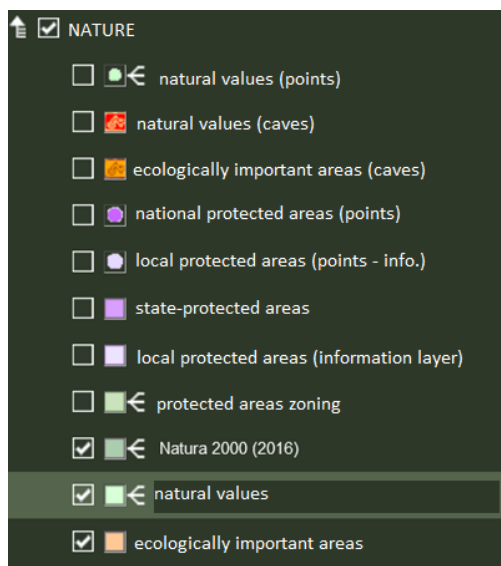 NATURE
natural values (points)
natural values (caves)
ecologically important areas (caves)
national protected areas (points)
local protected areas (points - info.)
state-protected areas
local protected areas (information layer)
protected areas zoning
Natura 2000 (2016)
natural values
ecologically important areas